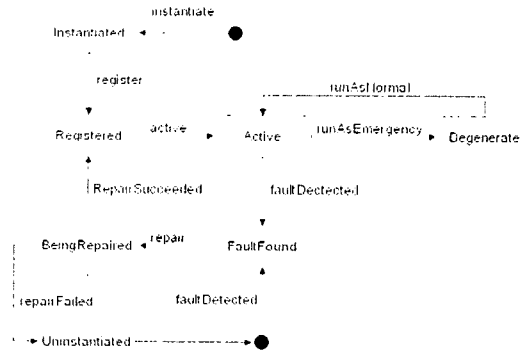 instantiate
Instantiated
register
runAsNormal
Registered
active
Active
runAsEmergency
Degenerate
RepairSucceeded
faultDectected
BeingRepaired
repair
FaultFound
repairFailed
faultDetected
Uninstantiated